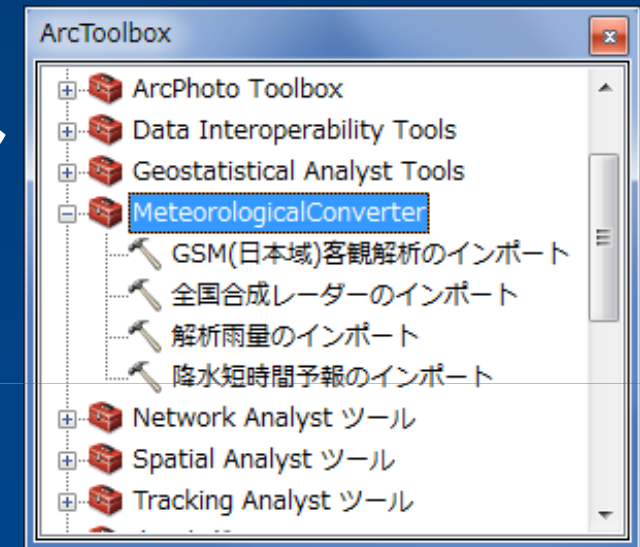 ArcToolbox
ArcPhoto Toolbox
Data Interoperability Tools
Geostatistical Analyst Tools
MeteorologicalConverter
GSM(日本域)客観解析のインポート
全国合成レーダーのインポート
解析雨量のインポート
降水短時間予報のインポート
Network Analyst ツール
Spatial Analyst ツール
Tracking Analyst ツール